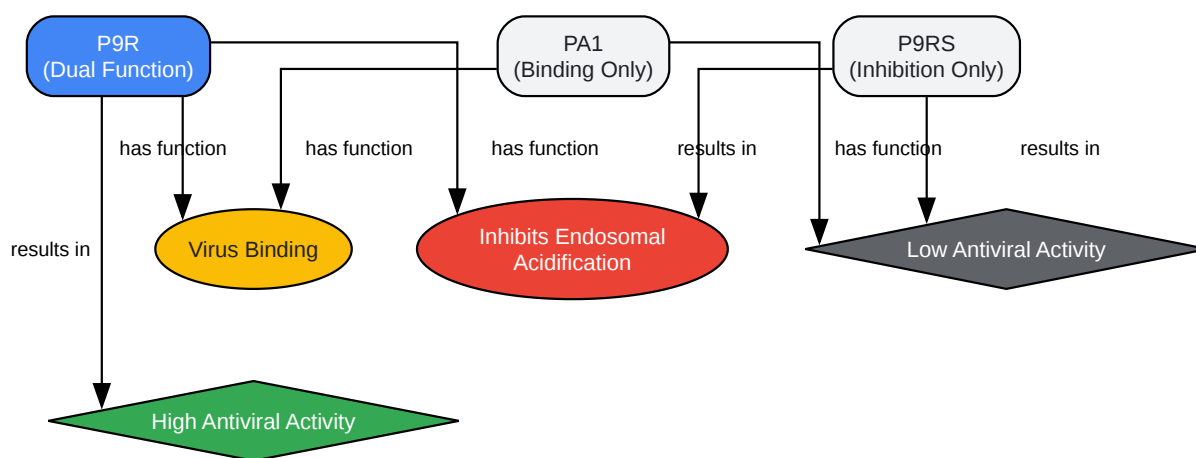 P9R
(Dual Function)
PA1
(Binding Only)
P9RS
(Inhibition Only)
has function
has function
has function
results in
has function
results in
results in
Virus Binding
Inhibits Endosomal
Acidification
Low Antiviral Activity
High Antiviral Activity